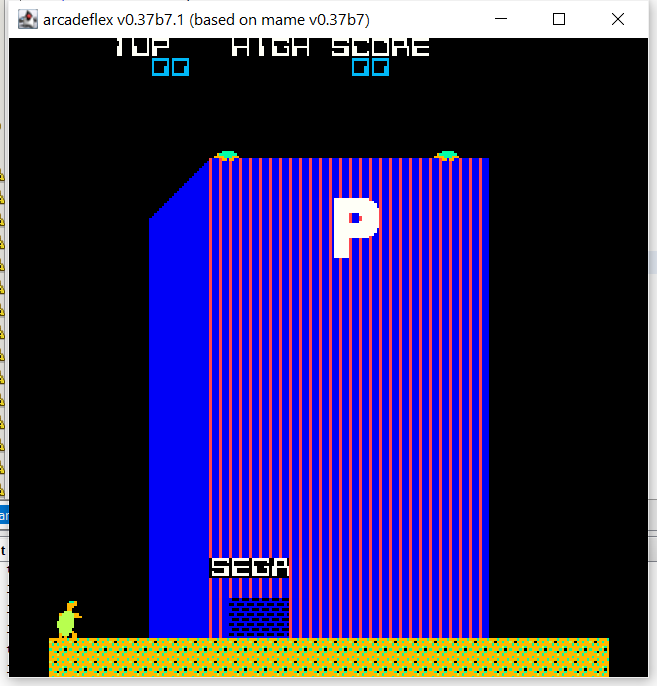 arcadeflex v0.37b7.1 (based on mame v0.37b7)
1UP HIGH SCORE
00 00
P
SEGA